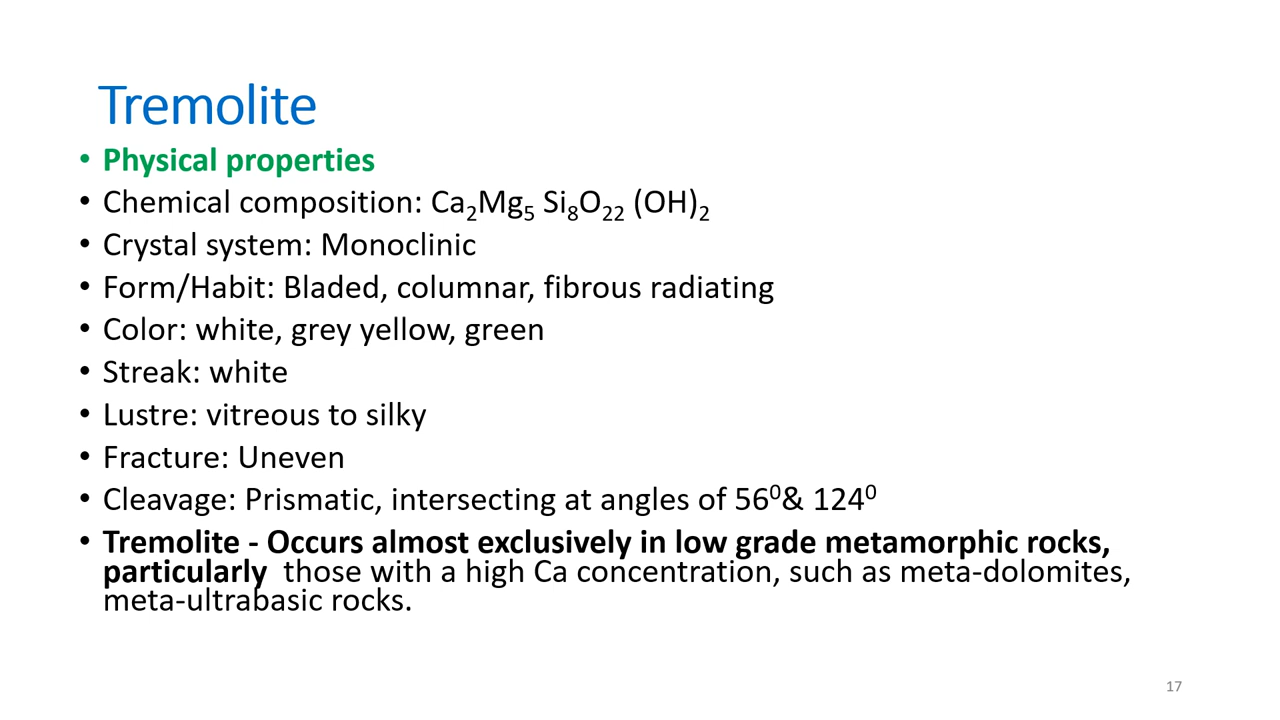 Tremolite
• Physical properties
• Chemical composition: Ca₂Mg₅ Si₈O₂₂ (OH)₂
• Crystal system: Monoclinic
• Form/Habit: Bladed, columnar, fibrous radiating
• Color: white, grey yellow, green
• Streak: white
• Lustre: vitreous to silky
• Fracture: Uneven
• Cleavage: Prismatic, intersecting at angles of 56⁰& 124⁰
• Tremolite - Occurs almost exclusively in low grade metamorphic rocks,
particularly  those with a high Ca concentration, such as meta-dolomites,
meta-ultrabasic rocks.
17